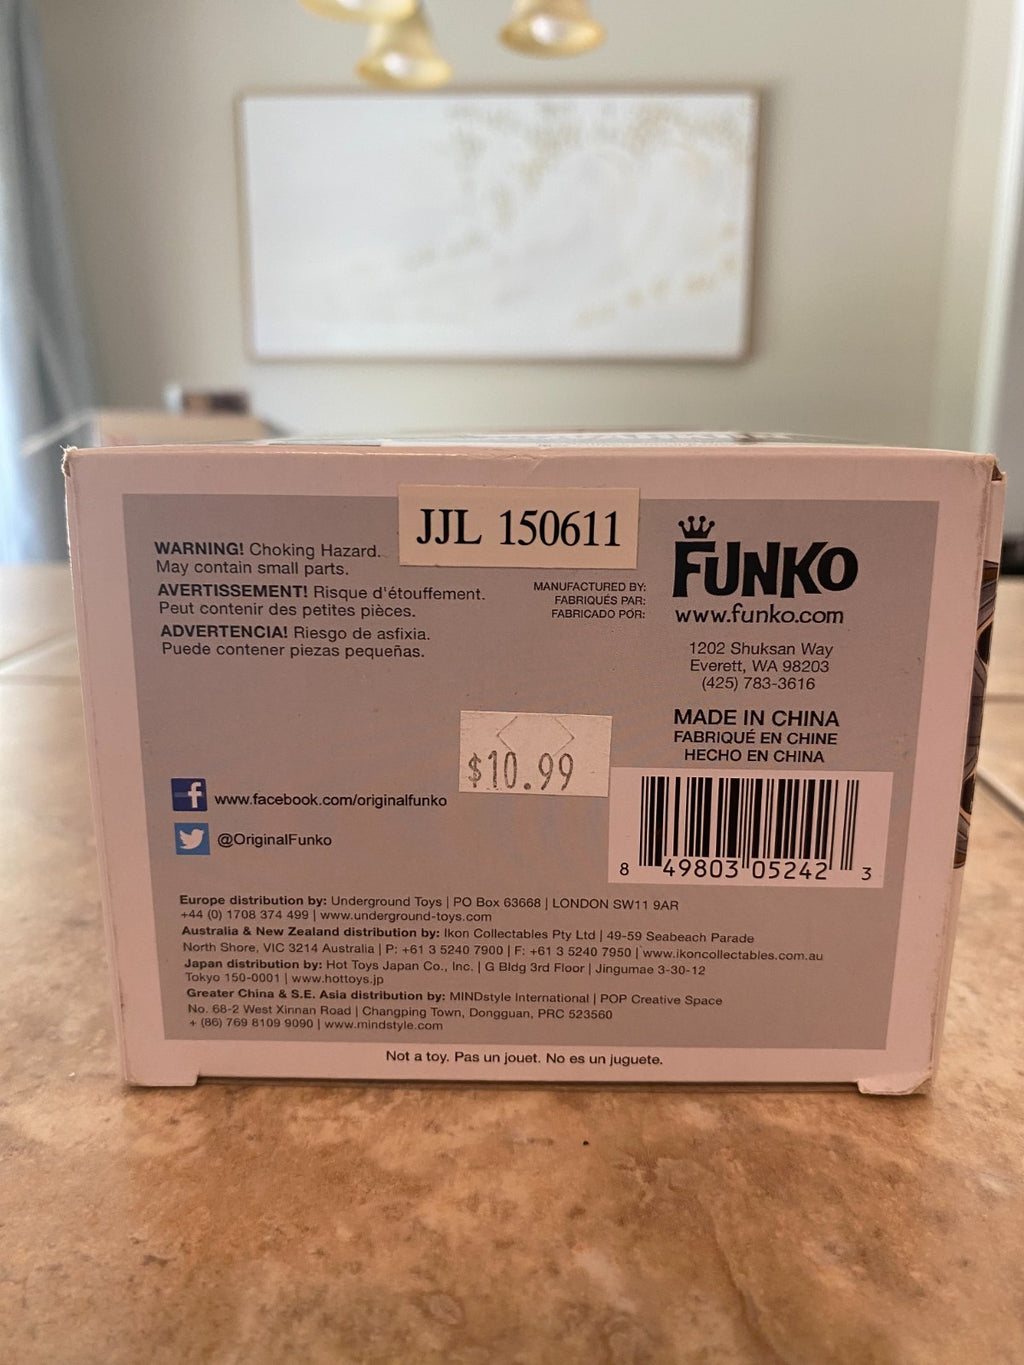 JJL 150611
WARNING! Choking Hazard.
May contain small parts.
AVERTISSEMENT! Risque d'étouffement.
Peut contenir des petites pièces.
ADVERTENCIA! Riesgo de asfixia.
Puede contener piezas pequeñas.
MANUFACTURED BY:
FABRIQUÉS PAR:
FABRICADO POR:
FUNKO
www.funko.com
1202 Shuksan Way
Everett, WA 98203
(425) 783-3616
MADE IN CHINA
FABRIQUÉ EN CHINE
HECHO EN CHINA
$10.99
f www.facebook.com/originalfunko
@OriginalFunko
8 49803 05242 3
Europe distribution by: Underground Toys | PO Box 63668 | LONDON SW11 9AR
+44 (0) 1708 374 499 | www.underground-toys.com
Australia & New Zealand distribution by: Ikon Collectables Pty Ltd | 49-59 Seabeach Parade
North Shore, VIC 3214 Australia | P: +61 3 5240 7900 | F: +61 3 5240 7950 | www.ikoncollectables.com.au
Japan distribution by: Hot Toys Japan Co., Inc. | G Bldg 3rd Floor | Jingumae 3-30-12
Tokyo 150-0001 | www.hottoys.jp
Greater China & S.E. Asia distribution by: MINDstyle International | POP Creative Space
No. 68-2 West Xinnan Road | Changping Town, Dongguan, PRC 523560
+ (86) 769 8109 9090 | www.mindstyle.com
Not a toy. Pas un jouet. No es un juguete.